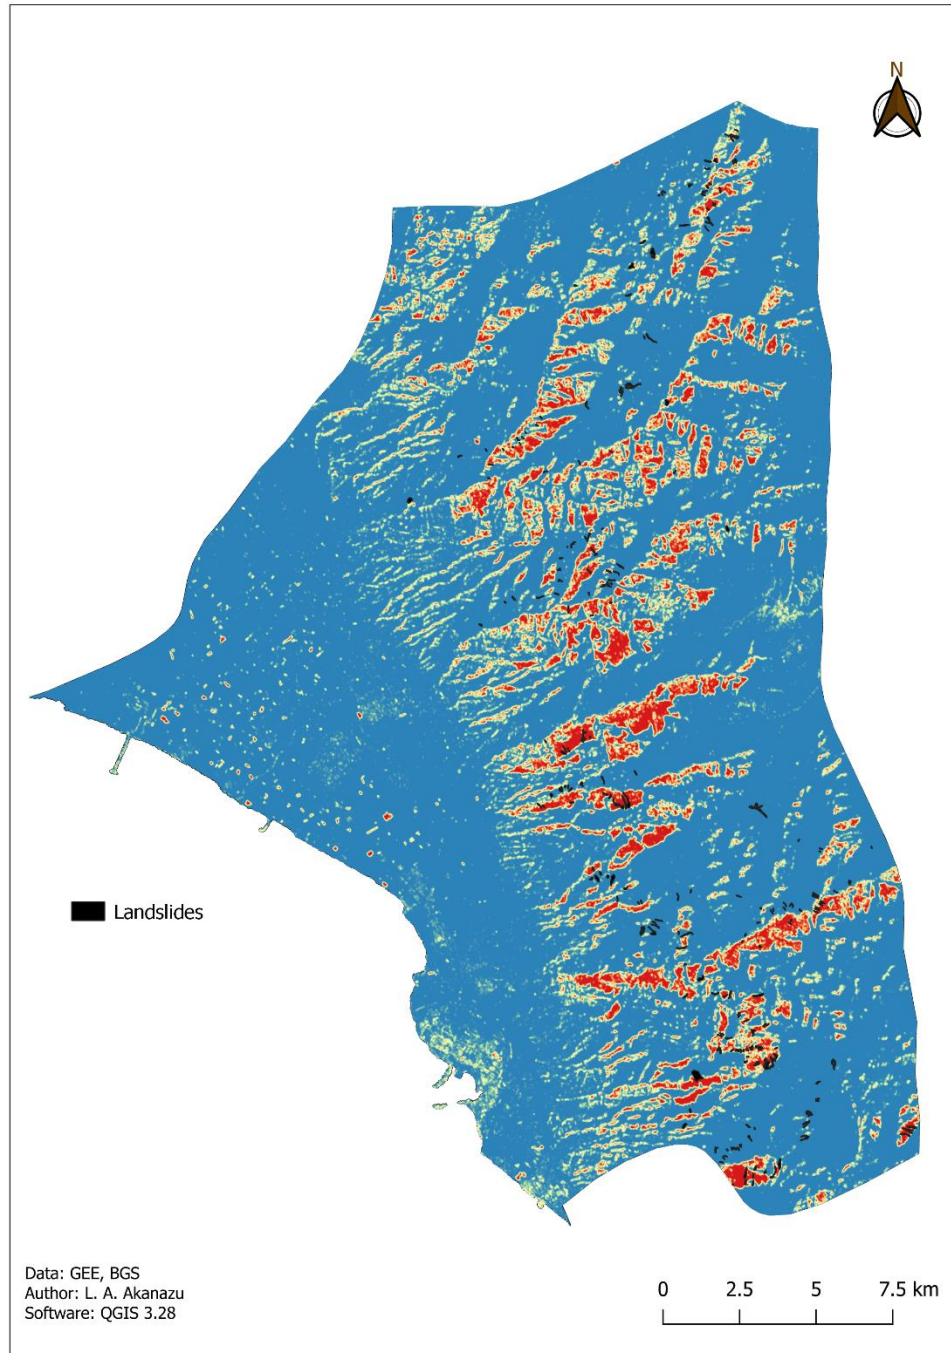 N
Landslides
Data: GEE, BGS
Author: L. A. Akanazu
Software: QGIS 3.28
0 2.5 5 7.5 km